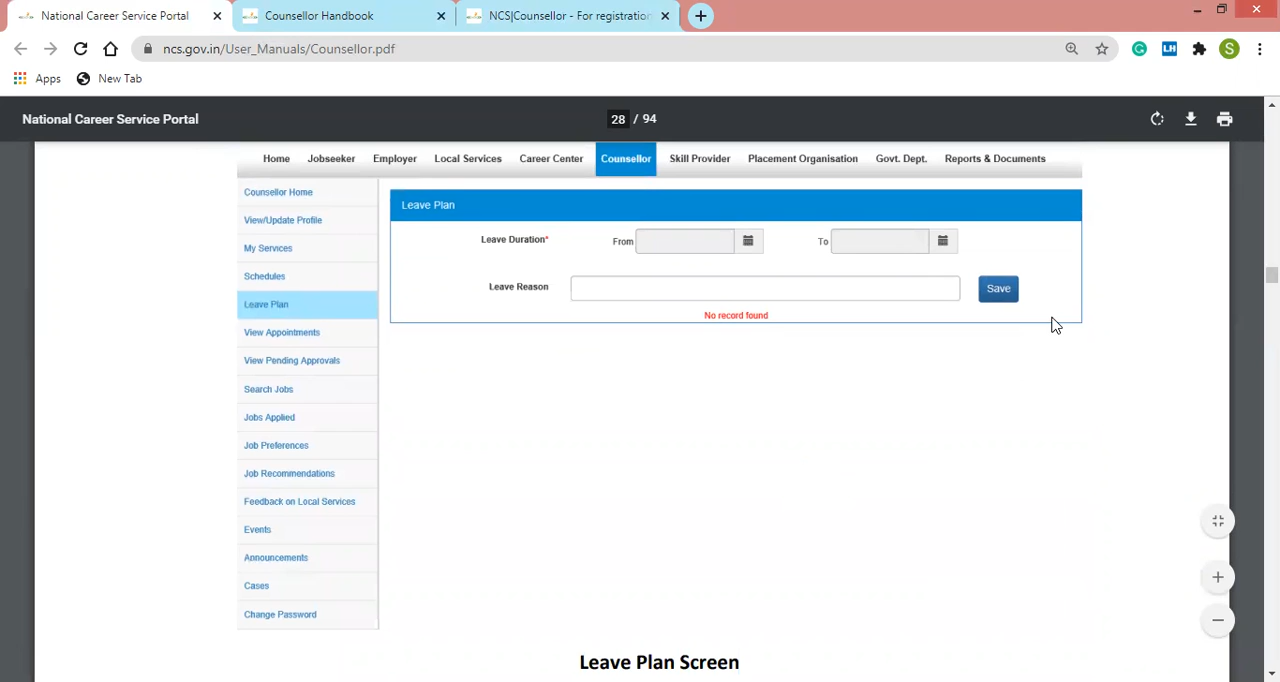 National Career Service Portal
Counsellor Handbook
NCS|Counsellor - For registration
ncs.gov.in/User_Manuals/Counsellor.pdf
S
Apps
New Tab
National Career Service Portal
28 / 94
Home Jobseeker Employer Local Services Career Center Counsellor Skill Provider Placement Organisation Govt. Dept. Reports & Documents
Counsellor Home
View/Update Profile
My Services
Schedules
Leave Plan
View Appointments
View Pending Approvals
Search Jobs
Jobs Applied
Job Preferences
Job Recommendations
Feedback on Local Services
Events
Announcements
Cases
Change Password
Leave Plan
Leave Duration* From To
Leave Reason Save
No record found
Leave Plan Screen